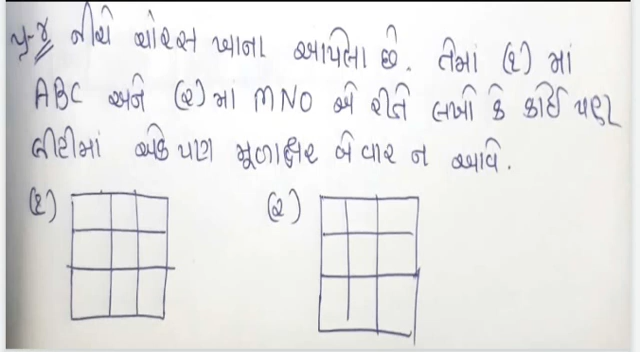 પ્ર-૪ નીચે ચોરસ ખાના આપેલા છે. તેમાં (૧) માં
ABC અને (૨) માં MNO એ રીતે લખો કે કોઈ પણ
લીટીમાં એક પણ મૂળાક્ષર બે વાર ન આવે.
(૧) (૨)